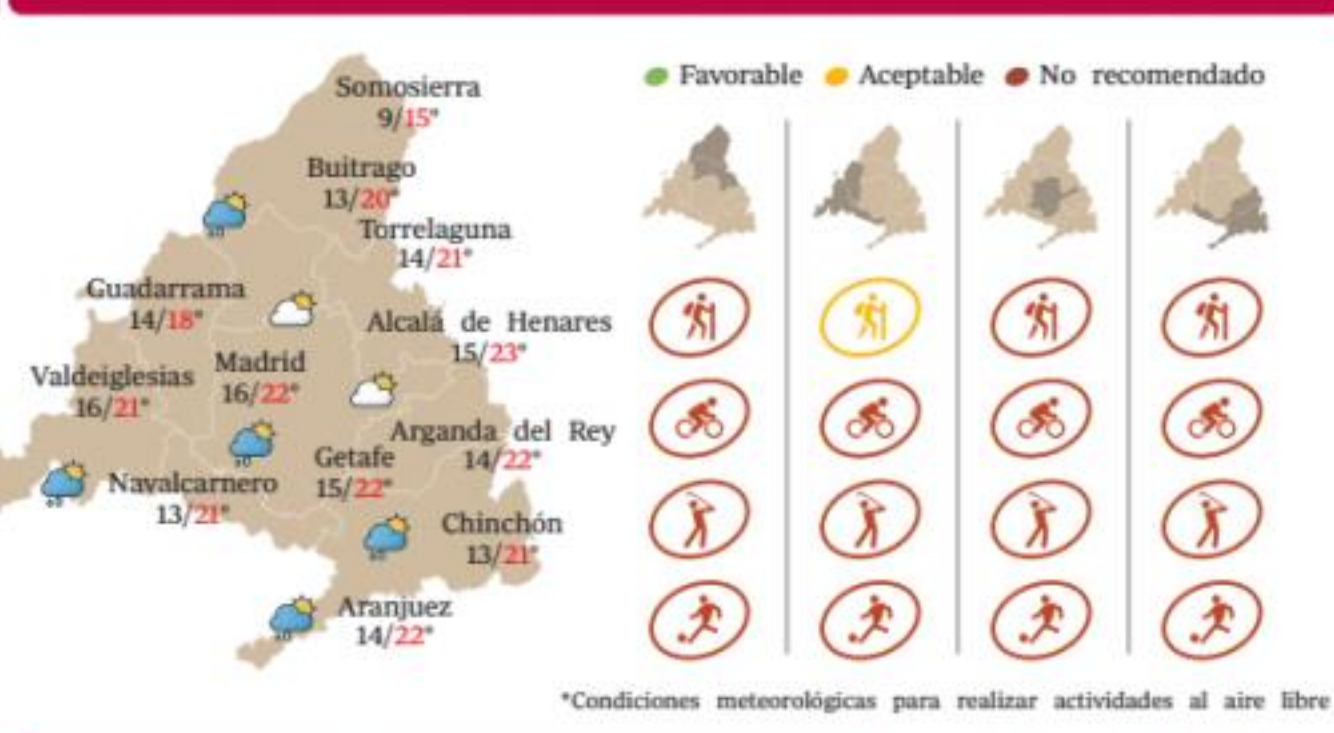 Somosierra
9/15°
Buitrago
13/20°
Torrelaguna
14/21°
Guadarrama
14/18°
Alcalá de Henares
15/23°
Madrid
16/22°
Valdeiglesias
16/21°
Arganda del Rey
14/22°
Getafe
15/22°
Navalcarnero
13/21°
Chinchón
13/21°
Aranjuez
14/22°
Favorable Aceptable No recomendado
*Condiciones meteorológicas para realizar actividades al aire libre